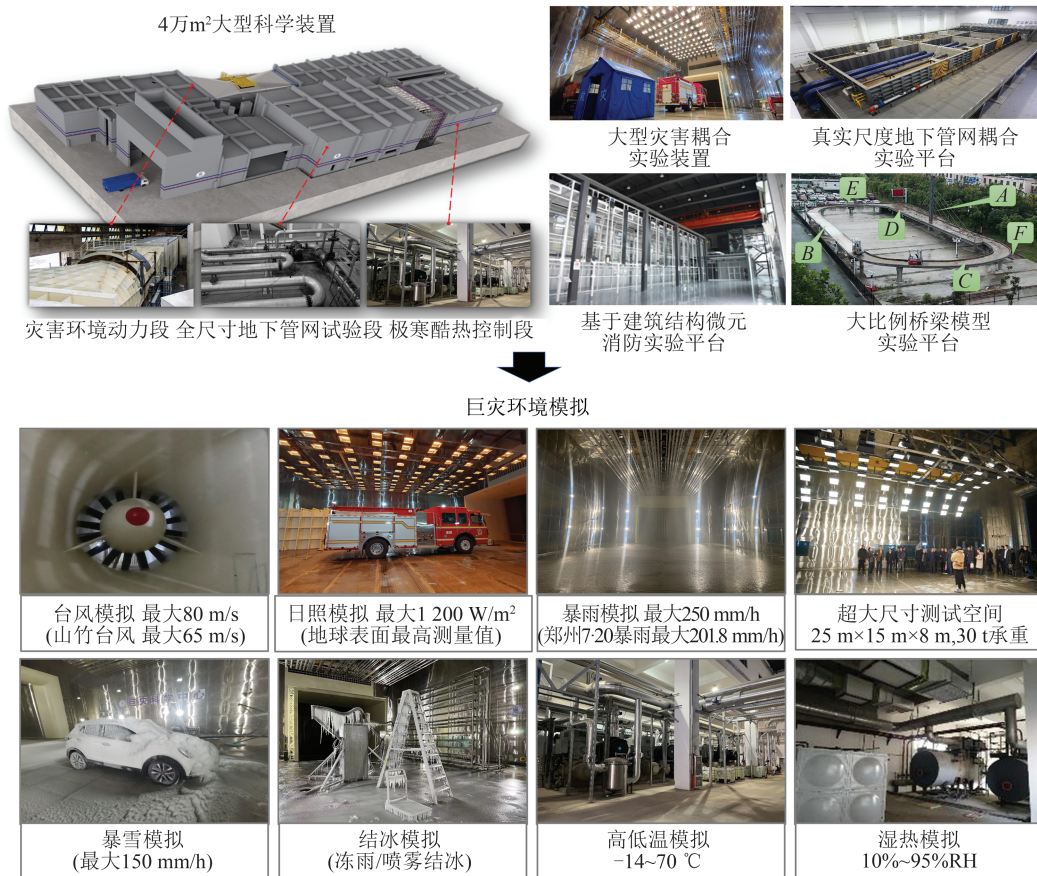 4万m²大型科学装置
灾害环境动力段 全尺寸地下管网试验段 极寒酷热控制段
大型灾害耦合
实验装置
真实尺度地下管网耦合
实验平台
基于建筑结构微元
消防实验平台
A
B
C
D
E
F
大比例桥梁模型
实验平台
巨灾环境模拟
台风模拟 最大80 m/s
(山竹台风 最大65 m/s)
日照模拟 最大1 200 W/m²
(地球表面最高测量值)
暴雨模拟 最大250 mm/h
(郑州7·20暴雨最大201.8 mm/h)
超大尺寸测试空间
25 m×15 m×8 m,30 t承重
暴雪模拟
(最大150 mm/h)
结冰模拟
(冻雨/喷雾结冰)
高低温模拟
-14~70 ℃
湿热模拟
10%~95%RH